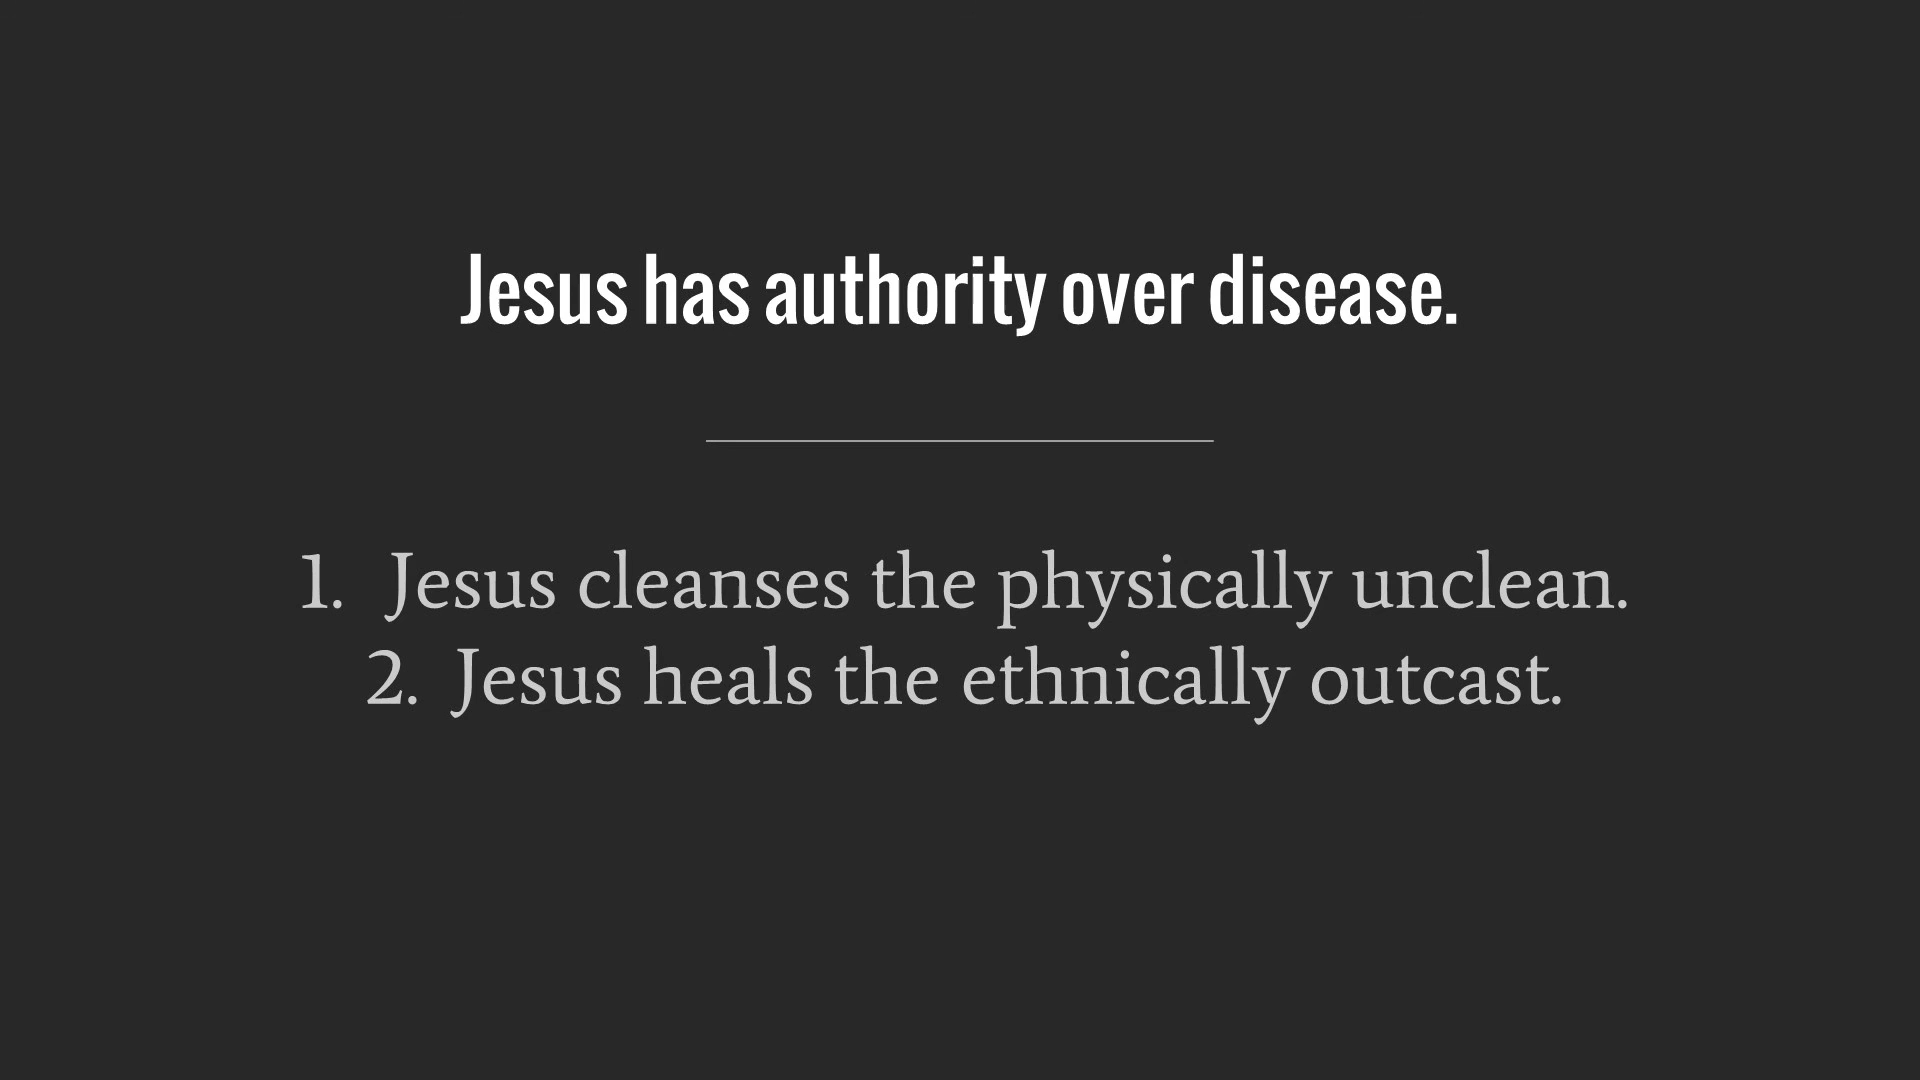 Jesus has authority over disease.
1. Jesus cleanses the physically unclean.
2. Jesus heals the ethnically outcast.